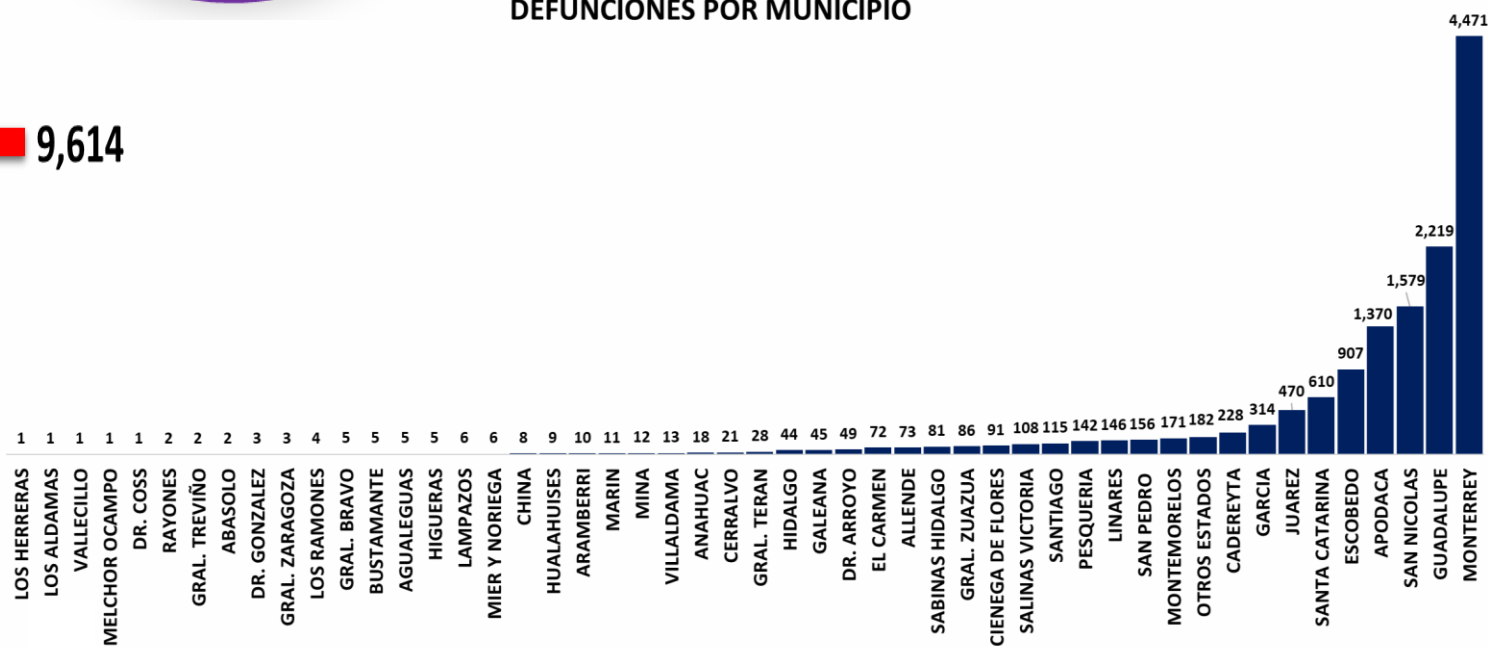 DEFUNCIONES POR MUNICIPIO
9,614
1 1 1 1 1 2 2 2 3 3 4 5 5 5 5 6 6 8 9 10 11 12 13 18 21 28 44 45 49 72 73 81 86 91 108 115 142 146 156 171 182 228 314 470 610 907 1,370 1,579 2,219 4,471
LOS HERRERAS
LOS ALDAMAS
VALLECILLO
MELCHOR OCAMPO
DR. COSS
RAYONES
GRAL. TREVIÑO
ABASOLO
DR. GONZALEZ
GRAL. ZARAGOZA
LOS RAMONES
GRAL. BRAVO
BUSTAMANTE
AGUALEGUAS
HIGUERAS
LAMPAZOS
MIER Y NORIEGA
CHINA
HUALAHUISES
ARAMBERRI
MARIN
MINA
VILLALDAMA
ANAHUAC
CERRALVO
GRAL. TERAN
HIDALGO
GALEANA
DR. ARROYO
EL CARMEN
ALLENDE
SABINAS HIDALGO
GRAL. ZUAZUA
CIENEGA DE FLORES
SALINAS VICTORIA
SANTIAGO
PESQUERIA
LINARES
SAN PEDRO
MONTEMORELOS
OTROS ESTADOS
CADEREYTA
GARCIA
JUAREZ
SANTA CATARINA
ESCOBEDO
APODACA
SAN NICOLAS
GUADALUPE
MONTERREY